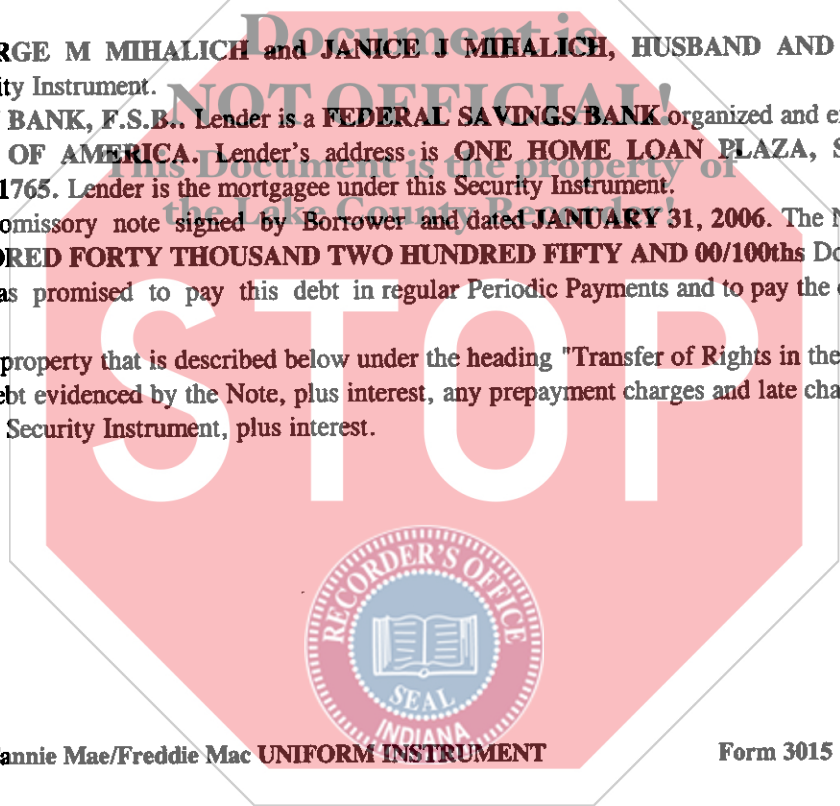 Document is
NOT OFFICIAL!
This Document is the property of
the Lake County Recorder!
RGE M MIHALICH and JANICE J MIHALICH, HUSBAND AND
ity Instrument.
BANK, F.S.B.. Lender is a FEDERAL SAVINGS BANK organized and e
OF AMERICA. Lender's address is ONE HOME LOAN PLAZA, S
1765. Lender is the mortgagee under this Security Instrument.
omissory note signed by Borrower and dated JANUARY 31, 2006. The N
DRED FORTY THOUSAND TWO HUNDRED FIFTY AND 00/100ths Do
as promised to pay this debt in regular Periodic Payments and to pay the
property that is described below under the heading "Transfer of Rights in the
ebt evidenced by the Note, plus interest, any prepayment charges and late cha
Security Instrument, plus interest.
STOP
RECORDER'S OFFICE
SEAL
INDIANA
annie Mae/Freddie Mac UNIFORM INSTRUMENT
Form 3015